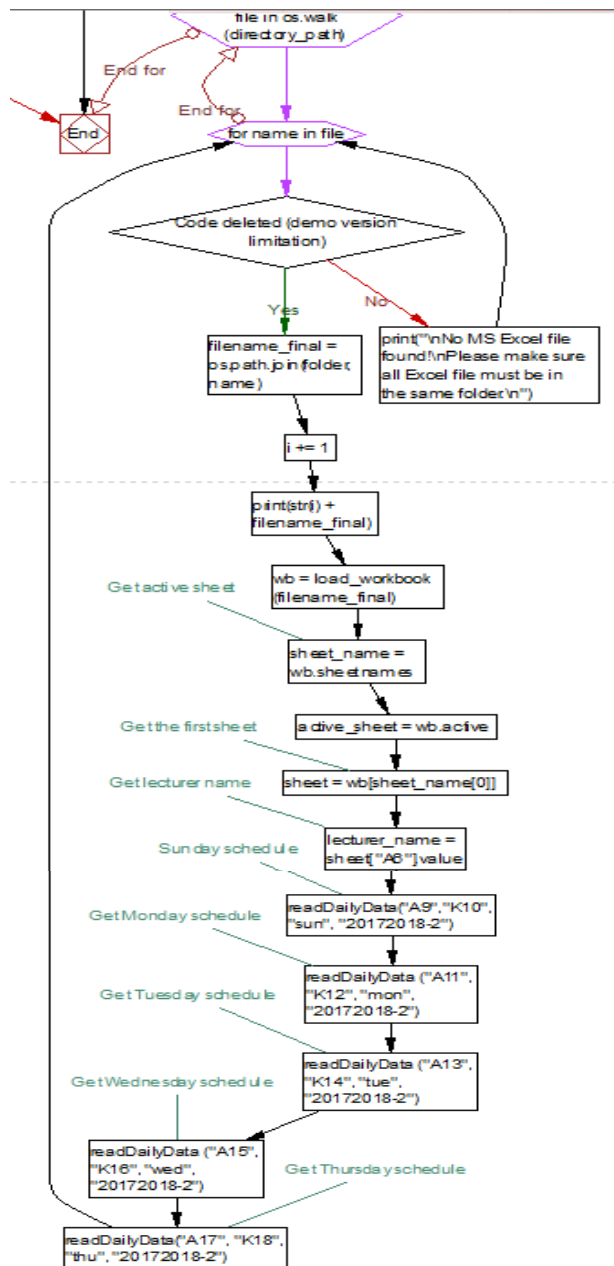 file in os.walk
(directory_path)
End for
End for
End
for name in file
Code deleted (demo version
limitation)
Yes
No
filename_final =
os.path.join(folder,
name)
print("\nNo MS Excel file
found!\nPlease make sure
all Excel file must be in
the same folder.\n")
i += 1
print(str(i) +
filename_final)
wb = load_workbook
(filename_final)
Get active sheet
sheet_name =
wb.sheetnames
active_sheet = wb.active
Get the first sheet
sheet = wb[sheet_name[0]]
Get lecturer name
lecturer_name =
sheet["A6"].value
Sunday schedule
readDailyData("A9","K10",
"sun", "20172018-2")
Get Monday schedule
readDailyData ("A11",
"K12", "mon",
"20172018-2")
Get Tuesday schedule
readDailyData ("A13",
"K14", "tue",
"20172018-2")
Get Wednesday schedule
readDailyData ("A15",
"K16", "wed",
"20172018-2")
Get Thursday schedule
readDailyData("A17", "K18",
"thu", "20172018-2")